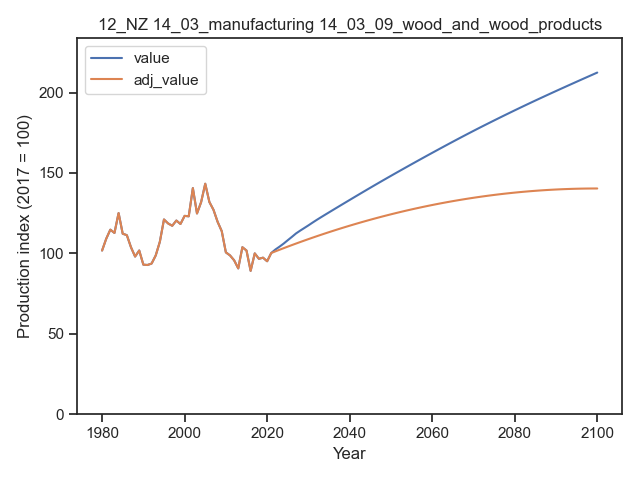 12_NZ 14_03_manufacturing 14_03_09_wood_and_wood_products
value
adj_value
Production index (2017 = 100)
200
150
100
50
0
1980 2000 2020 2040 2060 2080 2100
Year